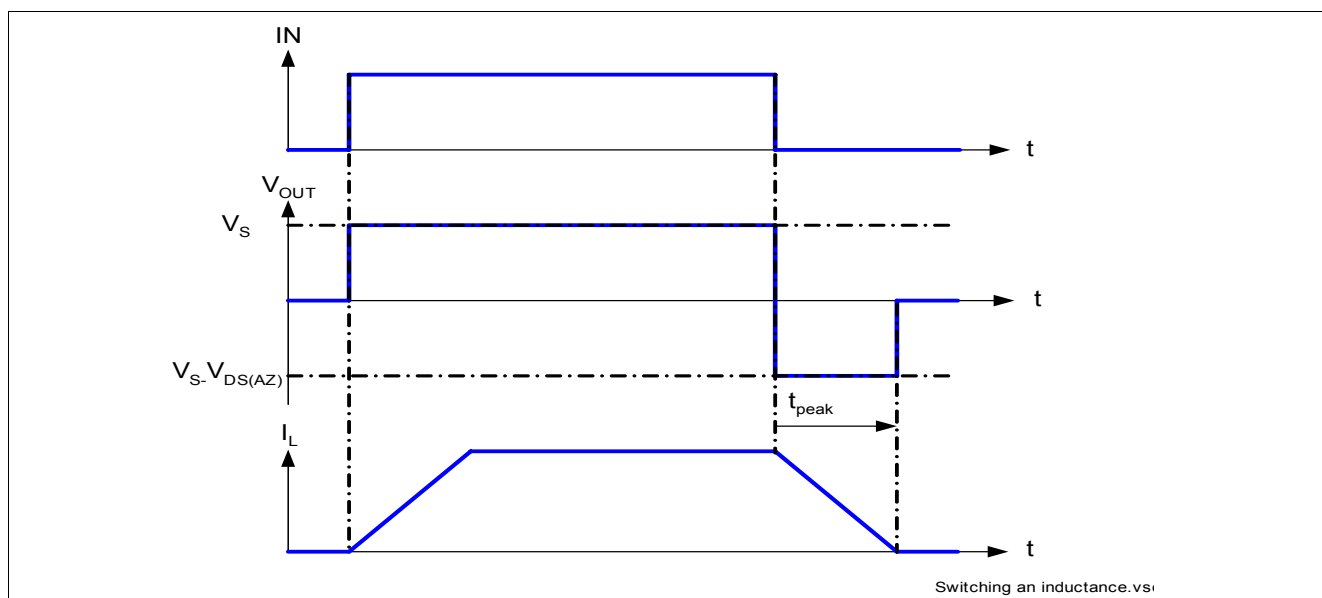 IN
t
V_OUT
V_S
t
V_S-V_DS(AZ)
t_peak
I_L
t
Switching an inductance.vs